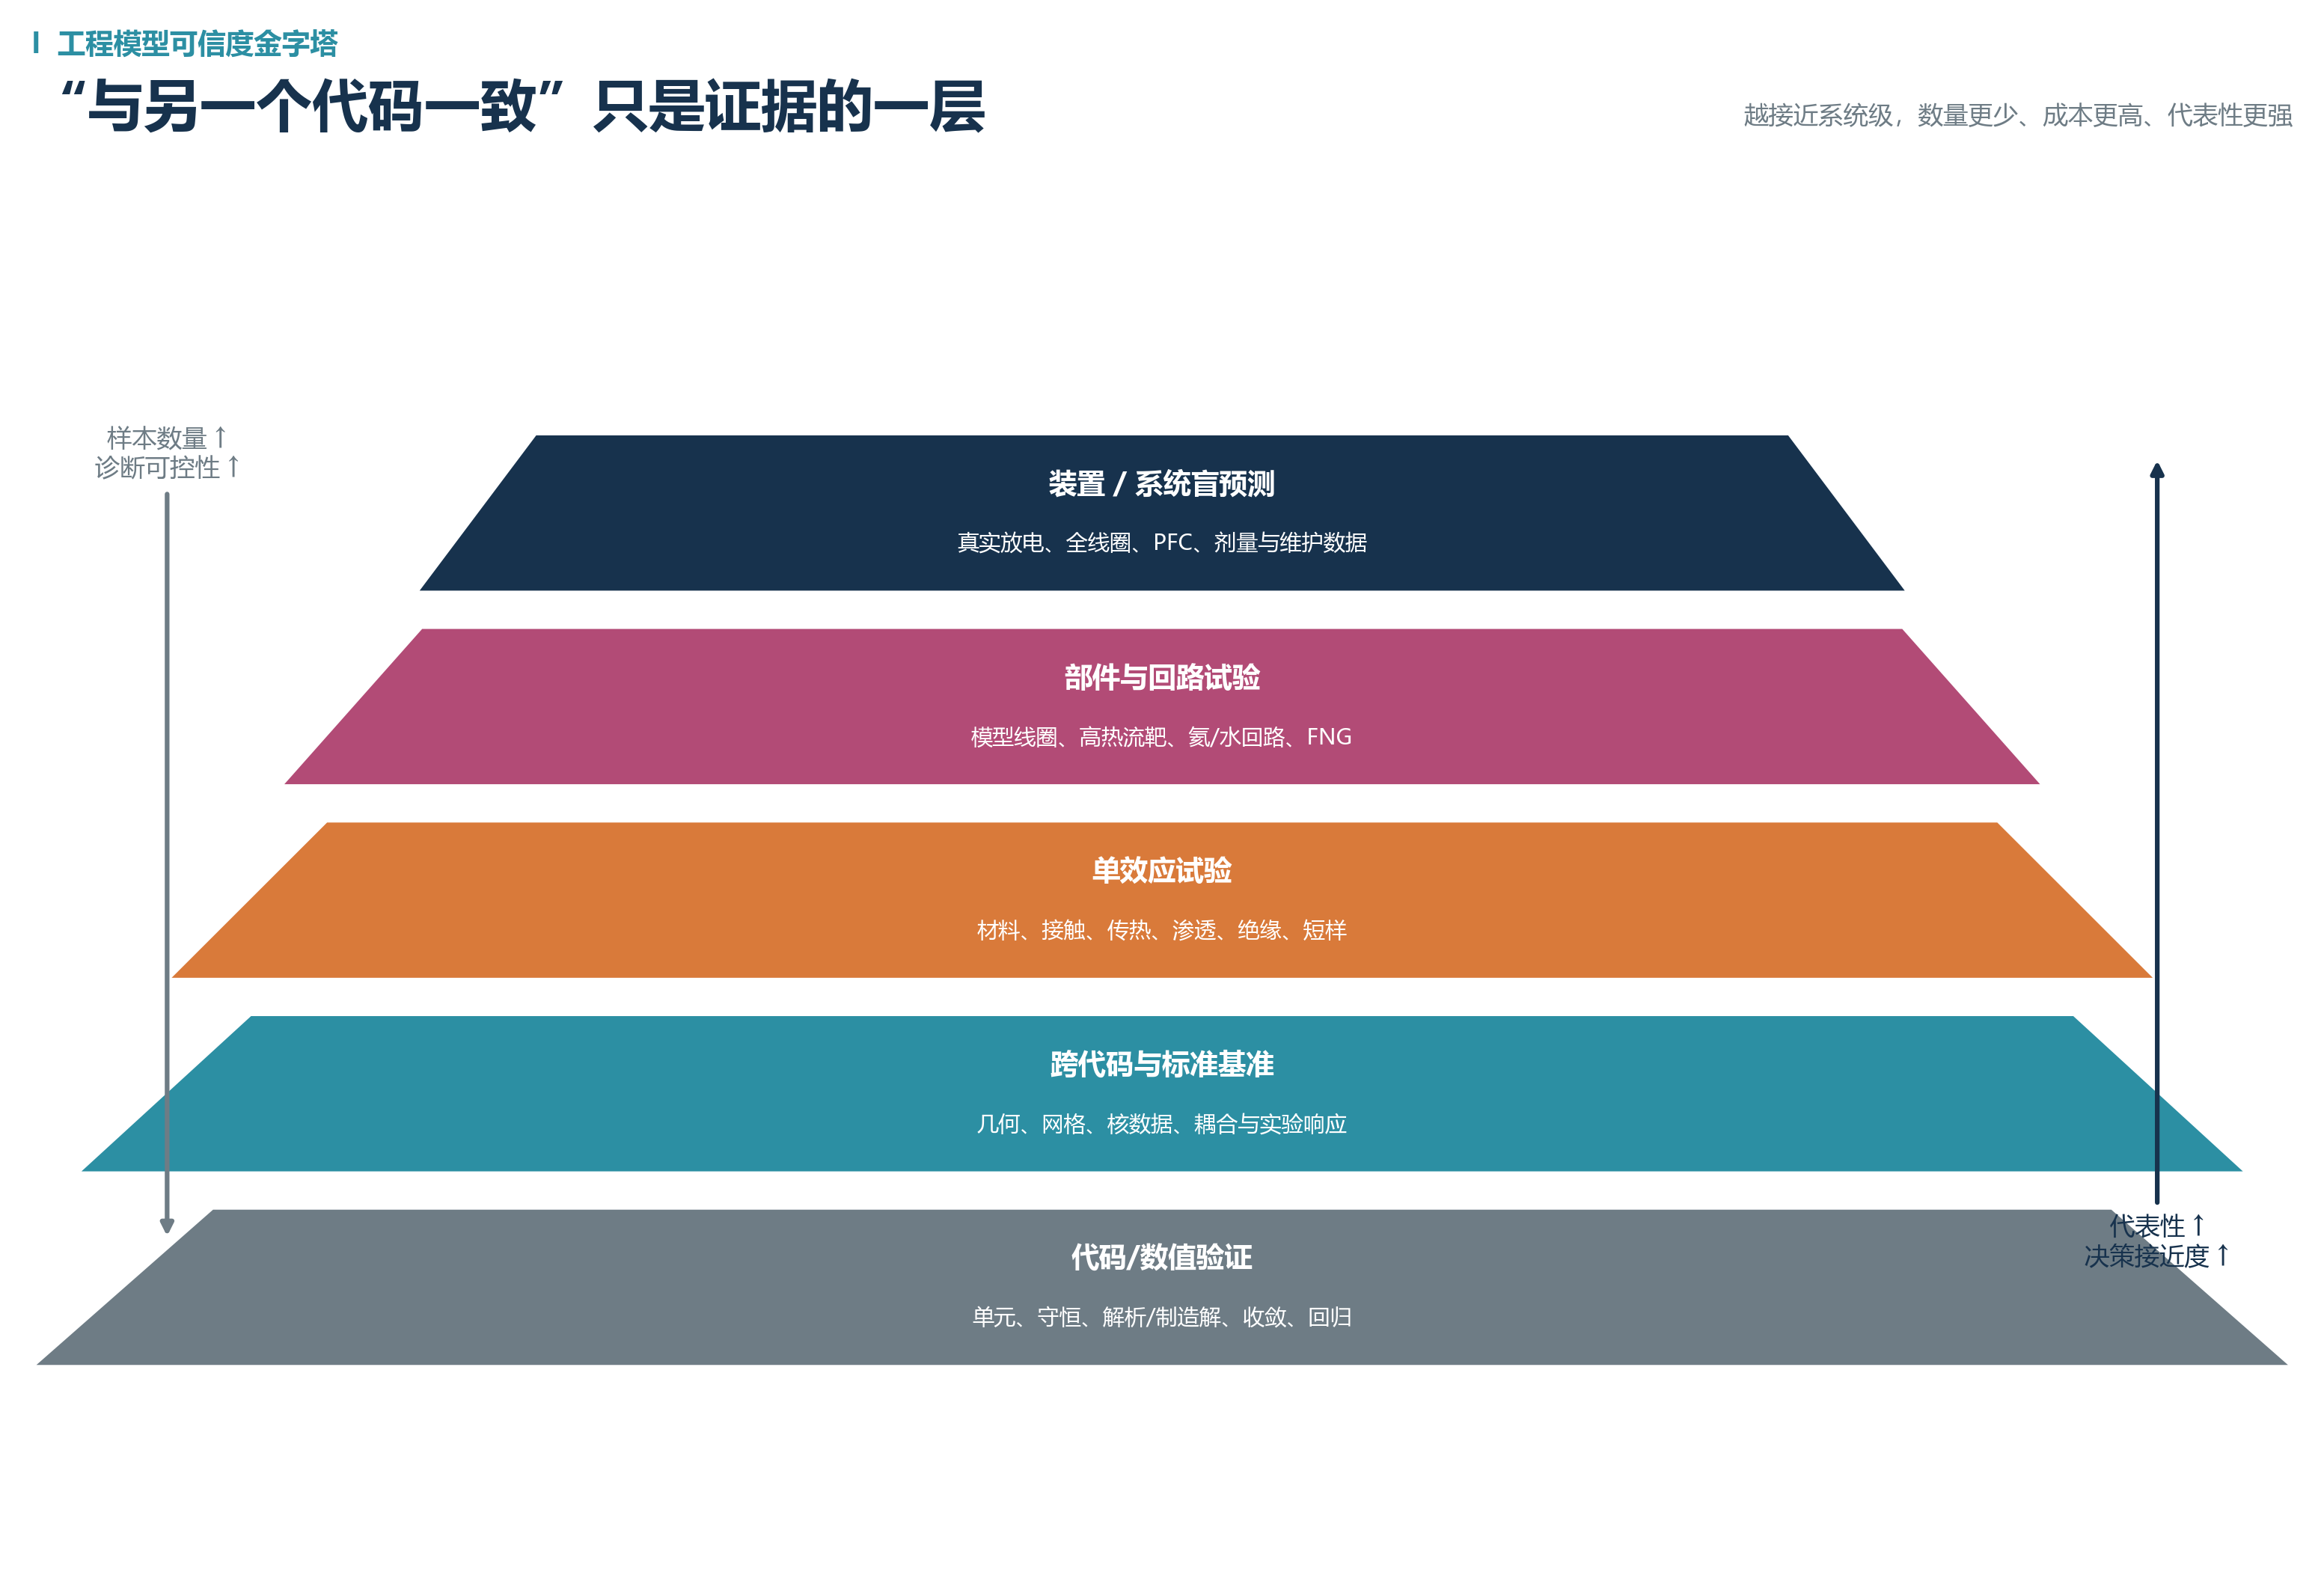 工程模型可信度金字塔
“与另一个代码一致”只是证据的一层
越接近系统级，数量更少、成本更高、代表性更强
样本数量↑
诊断可控性↑
装置 / 系统盲预测
真实放电、全线圈、PFC、剂量与维护数据
部件与回路试验
模型线圈、高热流靶、氦/水回路、FNG
单效应试验
材料、接触、传热、渗透、绝缘、短样
跨代码与标准基准
几何、网格、核数据、耦合与实验响应
代表性↑
决策接近度↑
代码/数值验证
单元、守恒、解析/制造解、收敛、回归